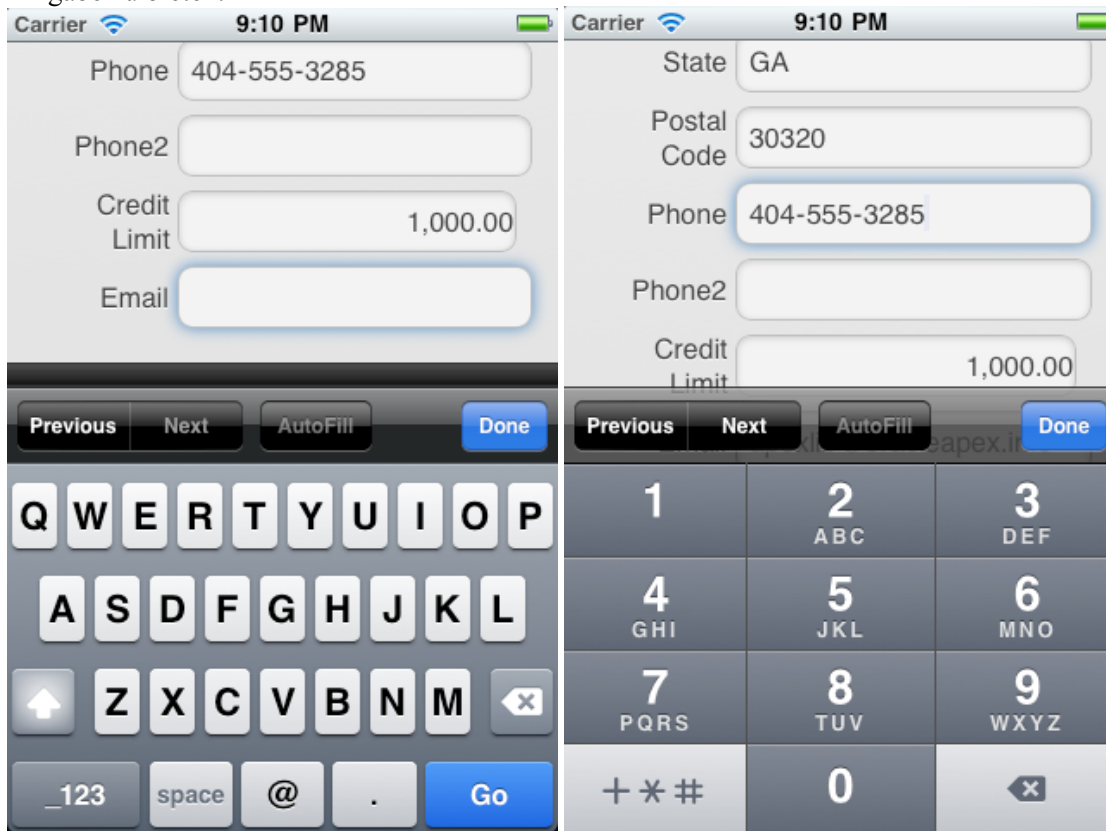 Carrier 9:10 PM
Phone 404-555-3285
Phone2
Credit
Limit 1,000.00
Email
Previous Next AutoFill Done
Q W E R T Y U I O P
A S D F G H J K L
Z X C V B N M
_123 space @ . Go
Carrier 9:10 PM
State GA
Postal
Code 30320
Phone 404-555-3285
Phone2
Credit
Limit 1,000.00
Previous Next AutoFill Done
Email
1 2 3
ABC DEF
4 5 6
GHI JKL MNO
7 8 9
PQRS TUV WXYZ
+*# 0